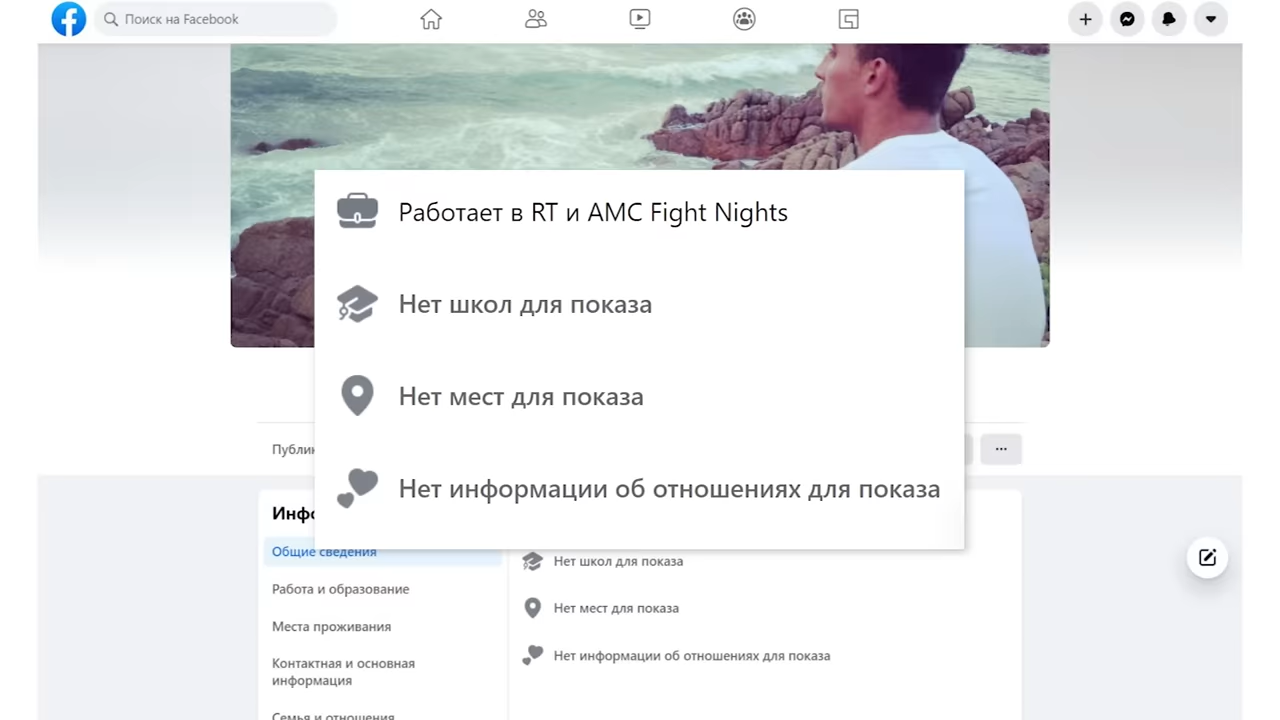 Поиск на Facebook
Работает в RT и AMC Fight Nights
Нет школ для показа
Нет мест для показа
Нет информации об отношениях для показа
Общие сведения
Работа и образование
Места проживания
Контактная и основная
информация
Семья и отношения
Нет школ для показа
Нет мест для показа
Нет информации об отношениях для показа